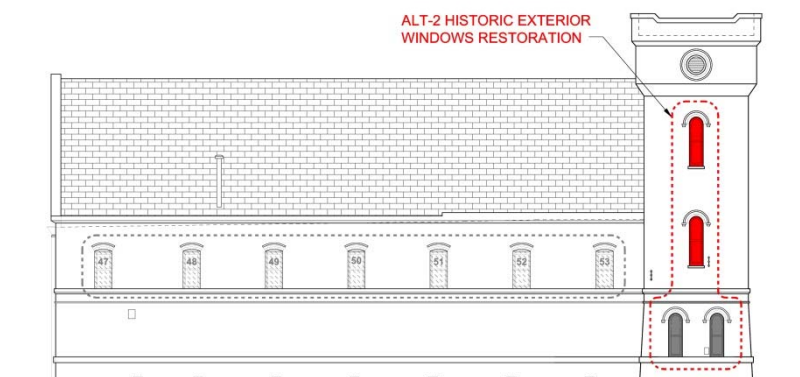 ALT-2 HISTORIC EXTERIOR
WINDOWS RESTORATION
47 48 49 50 51 52 53